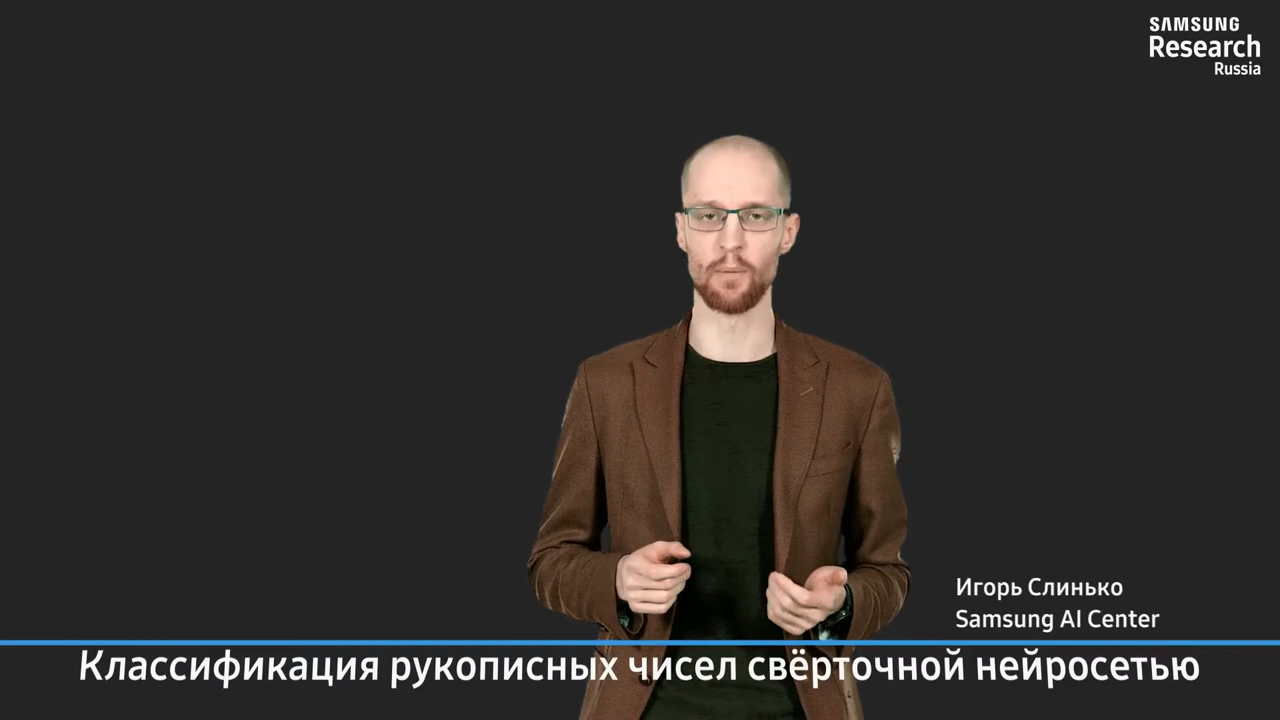 SAMSUNG
Research
Russia
Игорь Слинько
Samsung AI Center
Классификация рукописных чисел свёрточной нейросетью